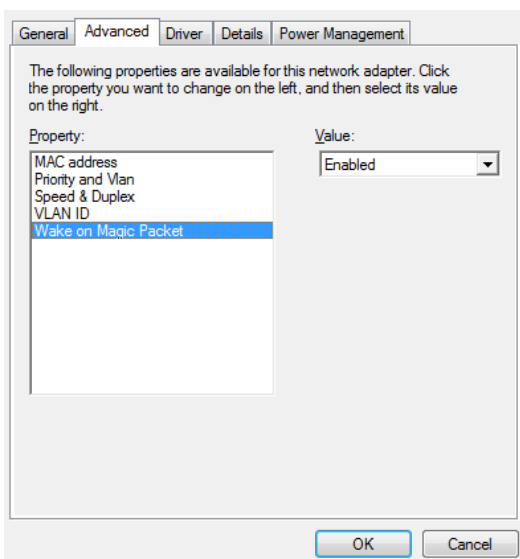 General Advanced Driver Details Power Management
The following properties are available for this network adapter. Click
the property you want to change on the left, and then select its value
on the right.
Property: Value:
MAC address Enabled
Priority and Vlan
Speed & Duplex
VLAN ID
Wake on Magic Packet
OK Cancel